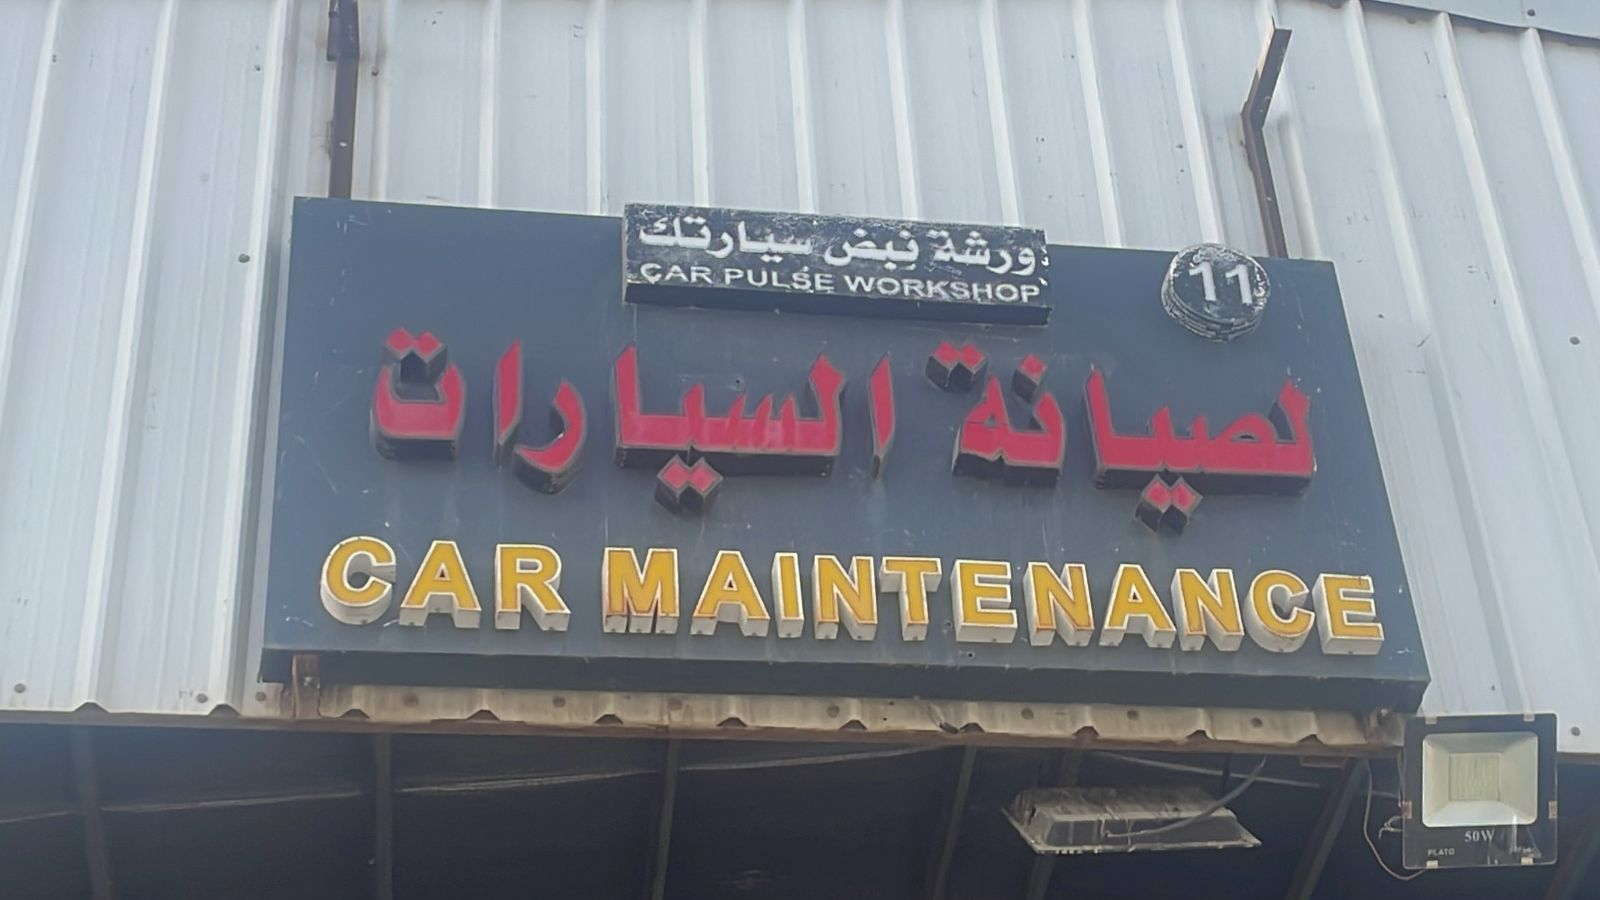 ورشة نبض سيارتك
CAR PULSE WORKSHOP
11
لصيانة السيارات
CAR MAINTENANCE
50W
PLATO